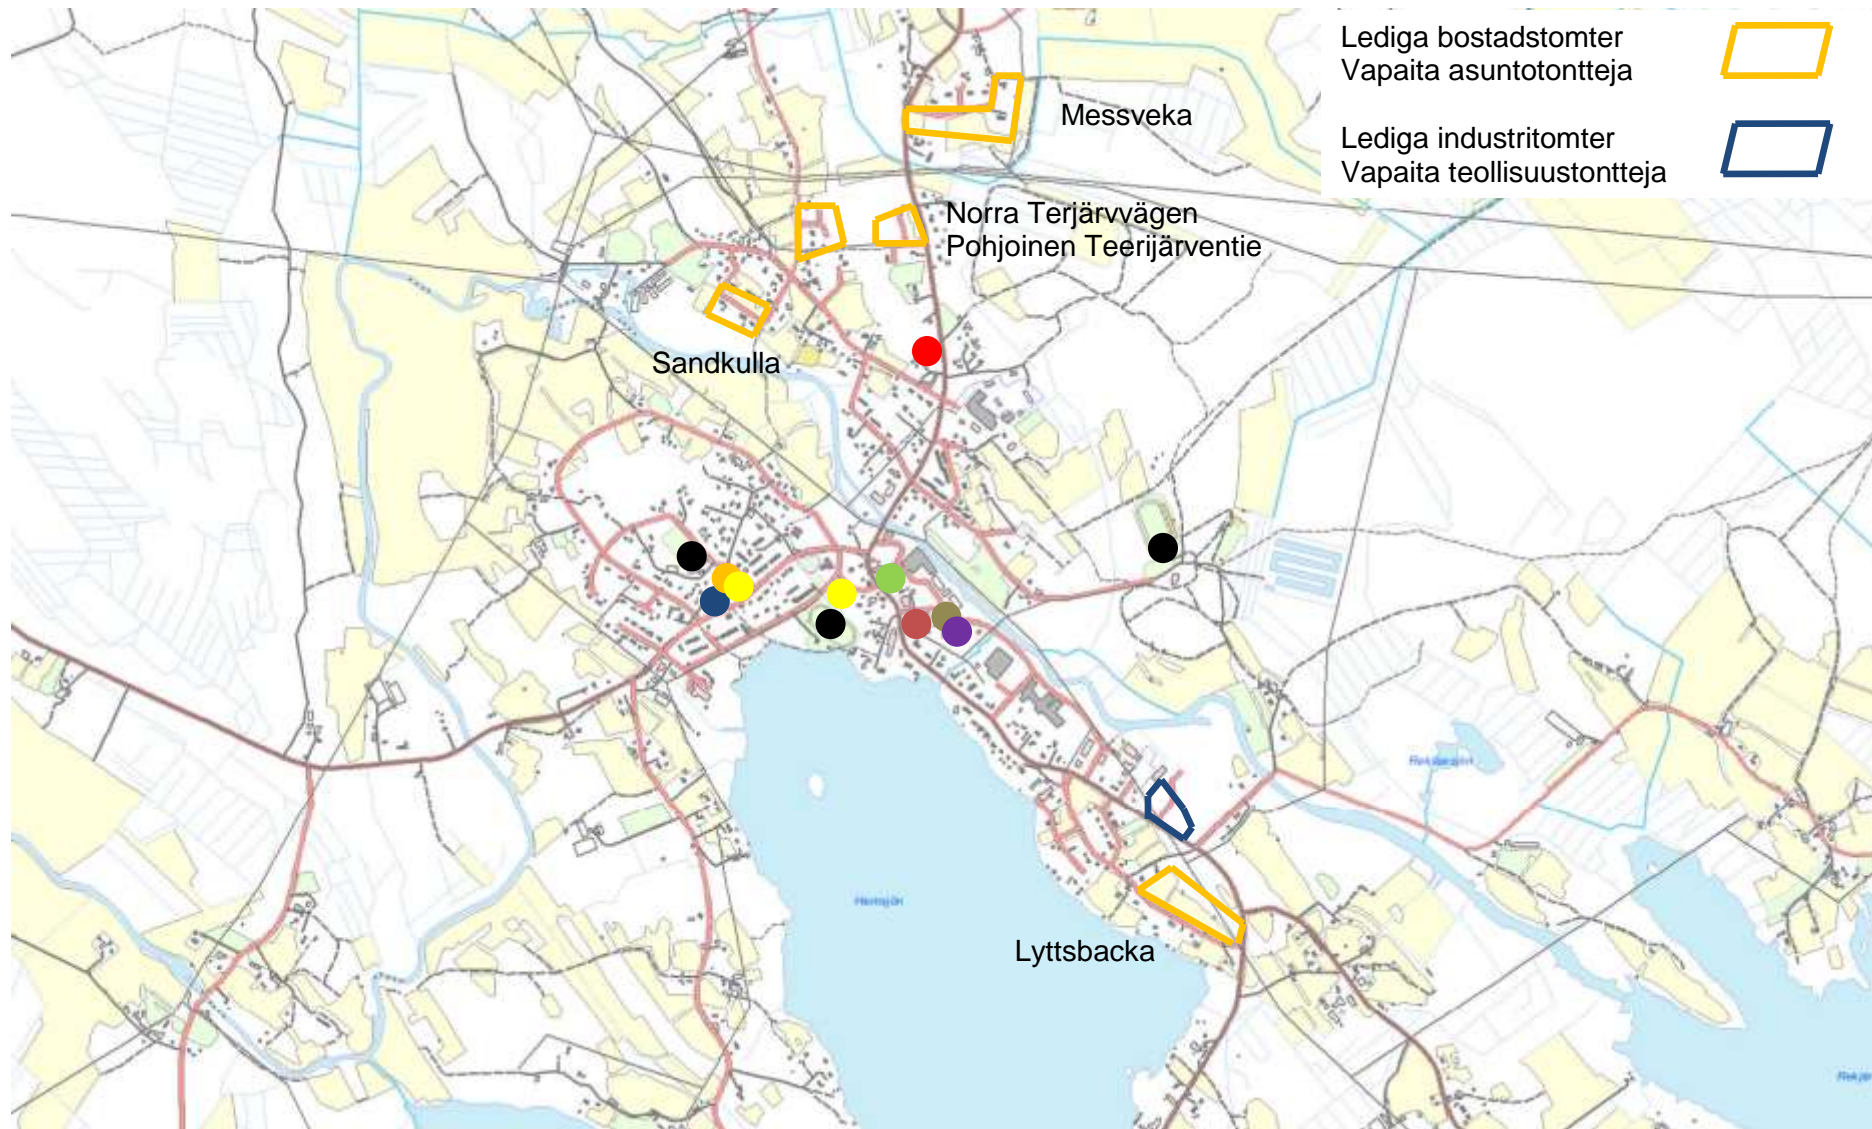 Lediga bostadstomter
Vapaita asuntotontteja
Messveka
Lediga industritomter
Vapaita teollisuustontteja
Norra Terjärvvägen
Pohjoinen Teerijärventie
Sandkulla
Lyttsbacka